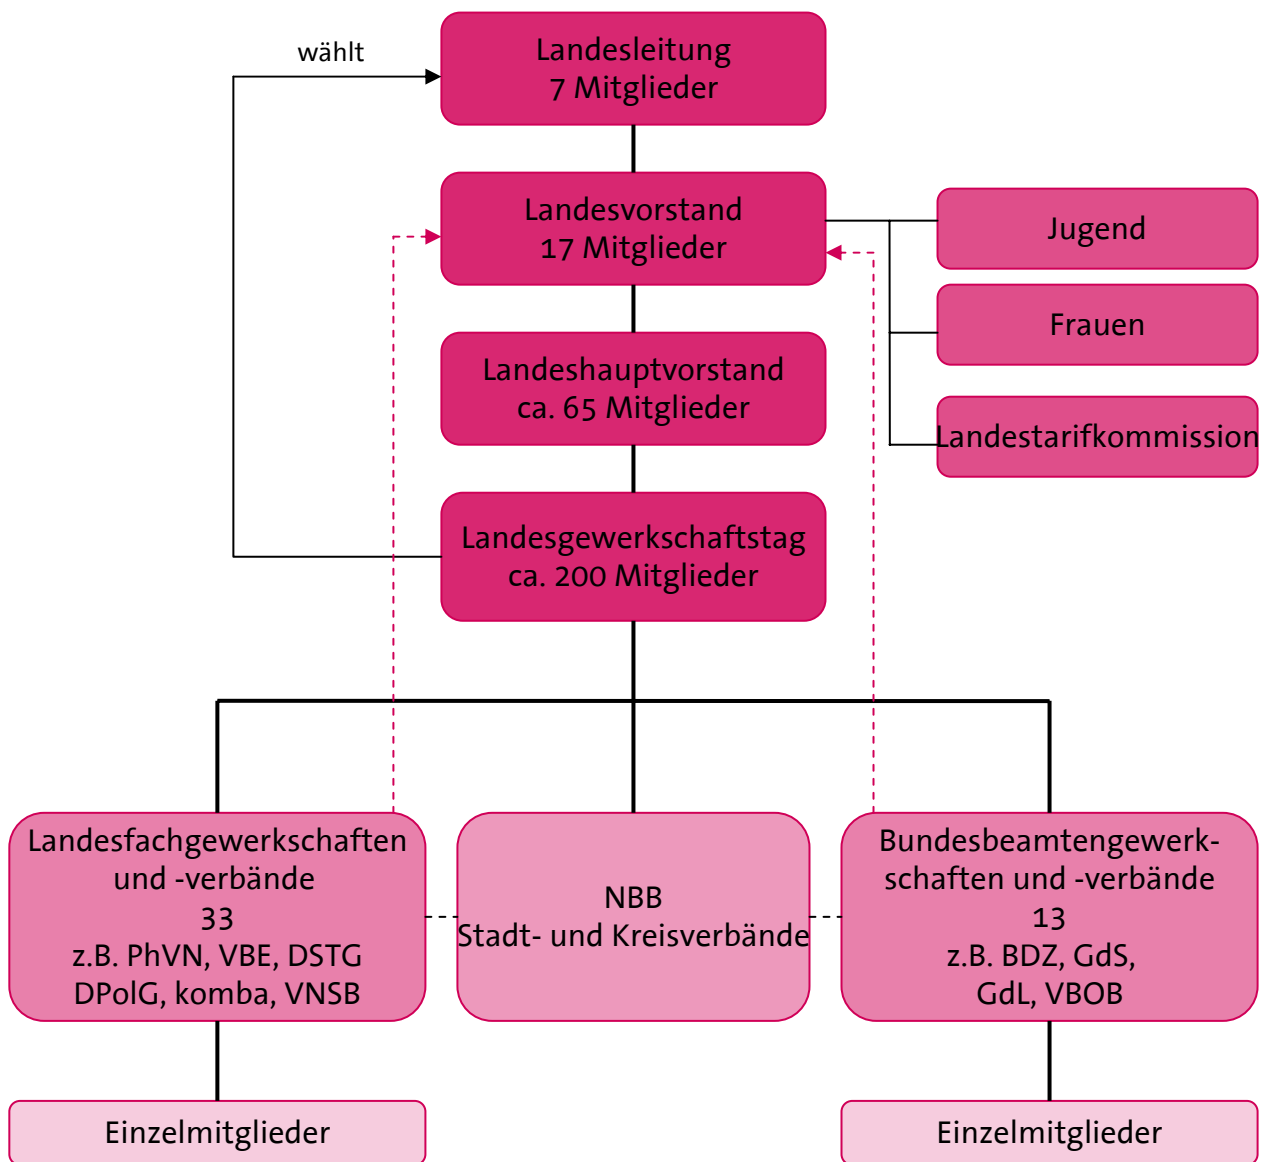 wählt
Landesleitung
7 Mitglieder
Landesvorstand
17 Mitglieder
Jugend
Frauen
Landeshauptvorstand
ca. 65 Mitglieder
Landestarifkommission
Landesgewerkschaftstag
ca. 200 Mitglieder
Landesfachgewerkschaften
und -verbände
33
z.B. PhVN, VBE, DSTG
DPolG, komba, VNSB
NBB
Stadt- und Kreisverbände
Bundesbeamtengewerk-
schaften und -verbände
13
z.B. BDZ, GdS,
GdL, VBOB
Einzelmitglieder
Einzelmitglieder